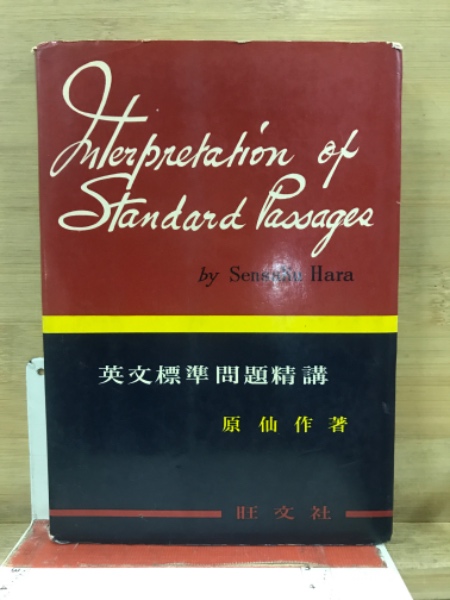 Interpretation of
Standard Passages
by Sensaku Hara
英文標準問題精講
原仙作著
旺文社